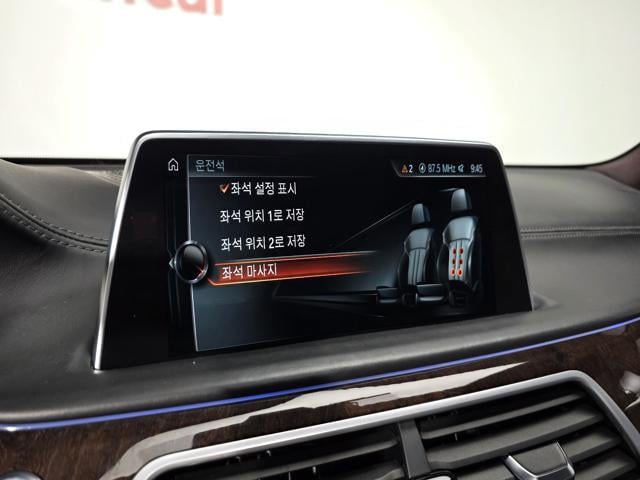 운전석
2 87.5 MHz 9:45
좌석 설정 표시
좌석 위치 1로 저장
좌석 위치 2로 저장
좌석 마사지